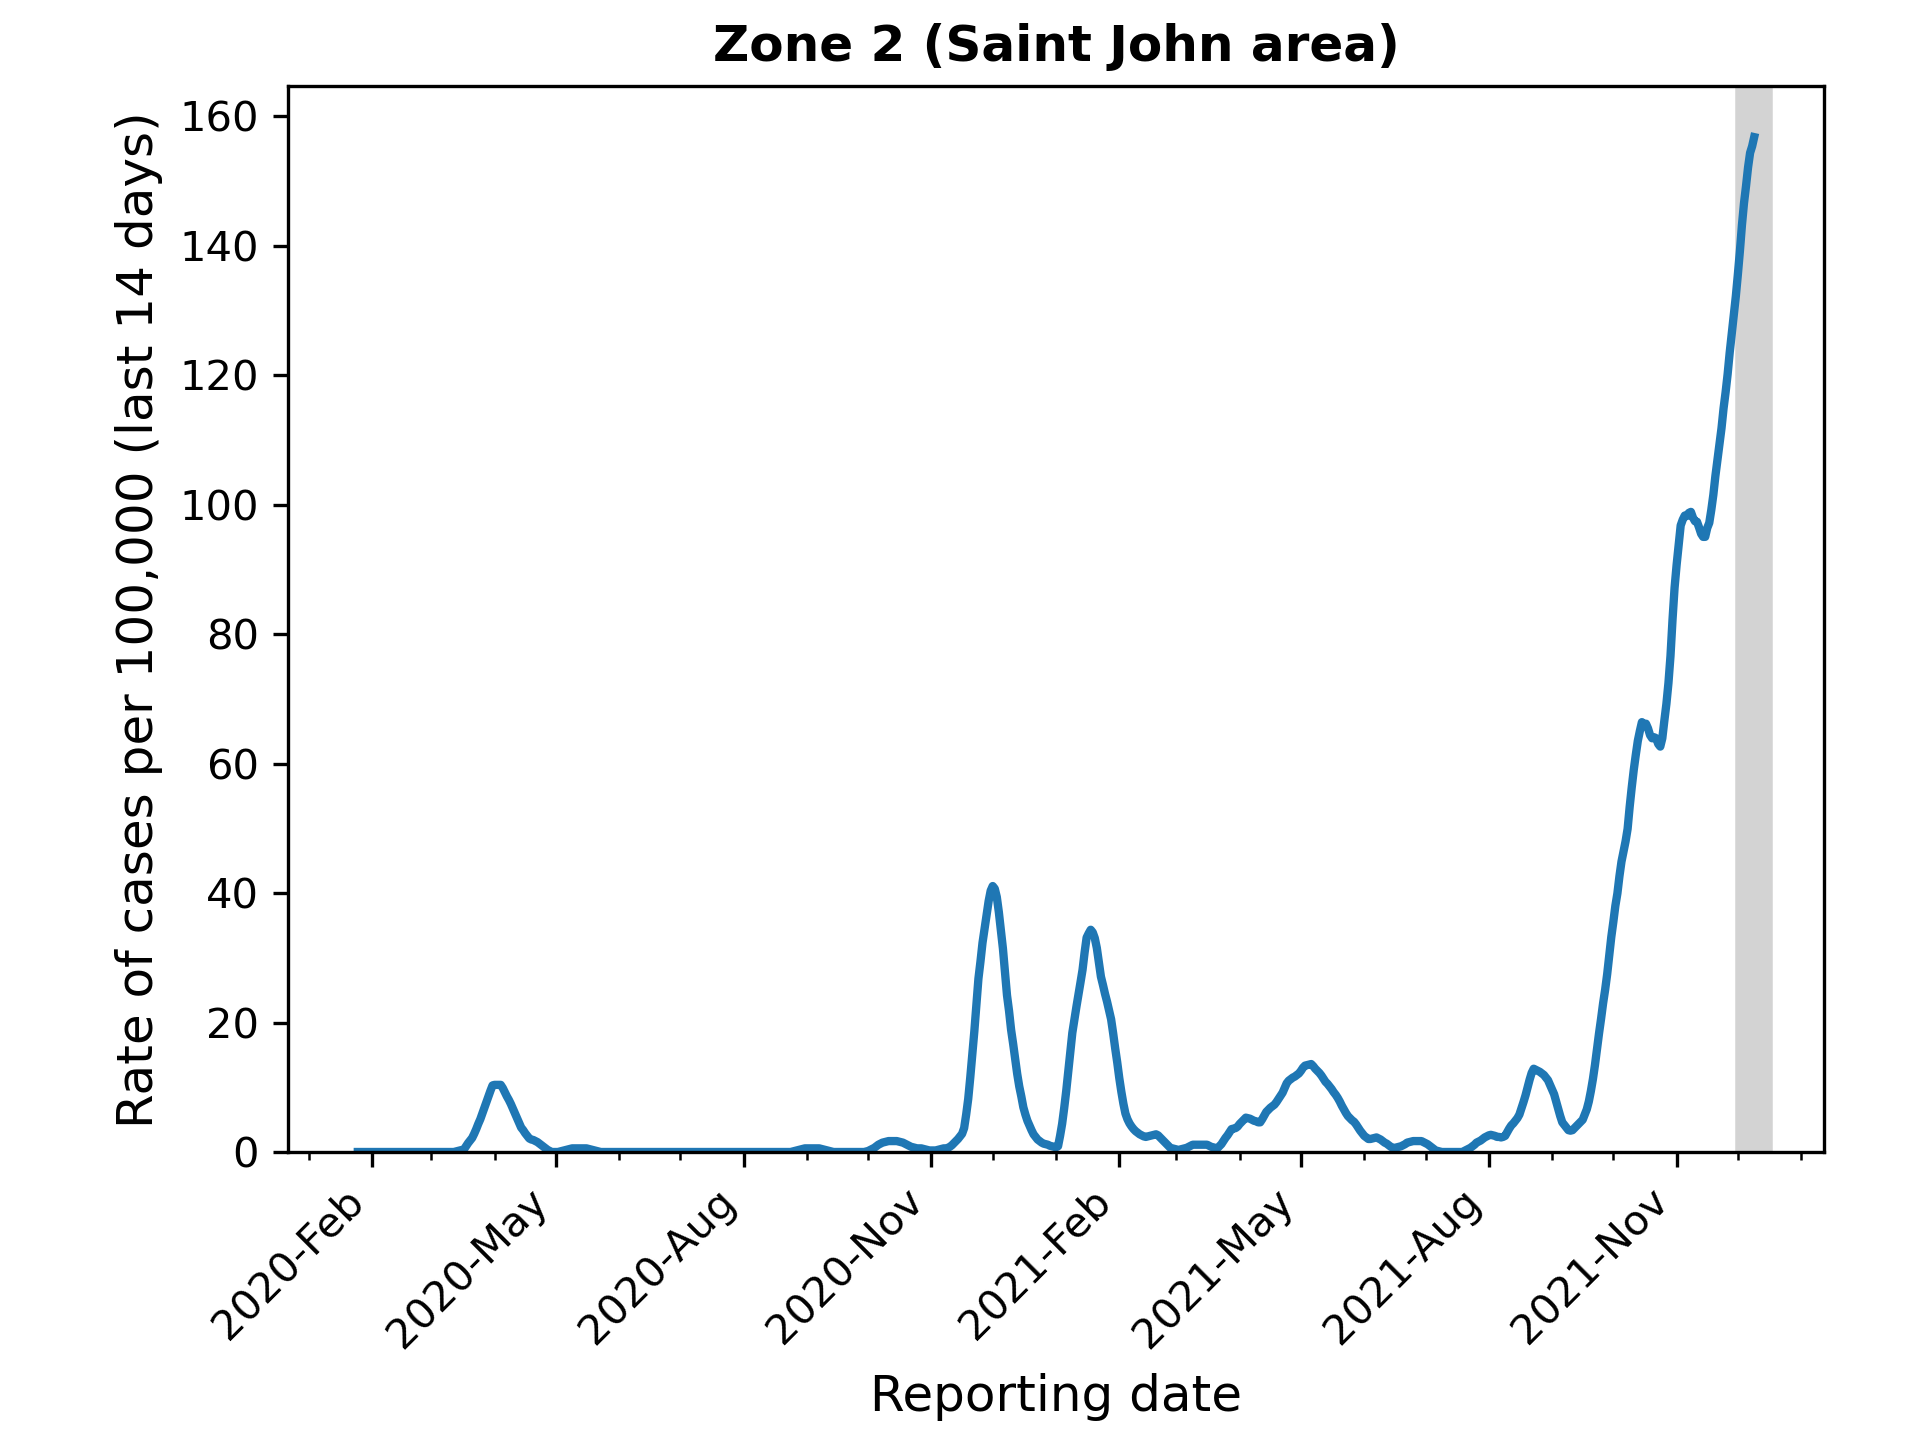 Zone 2 (Saint John area)
Rate of cases per 100,000 (last 14 days)
160
140
120
100
80
60
40
20
0
2020-Feb
2020-May
2020-Aug
2020-Nov
2021-Feb
2021-May
2021-Aug
2021-Nov
Reporting date